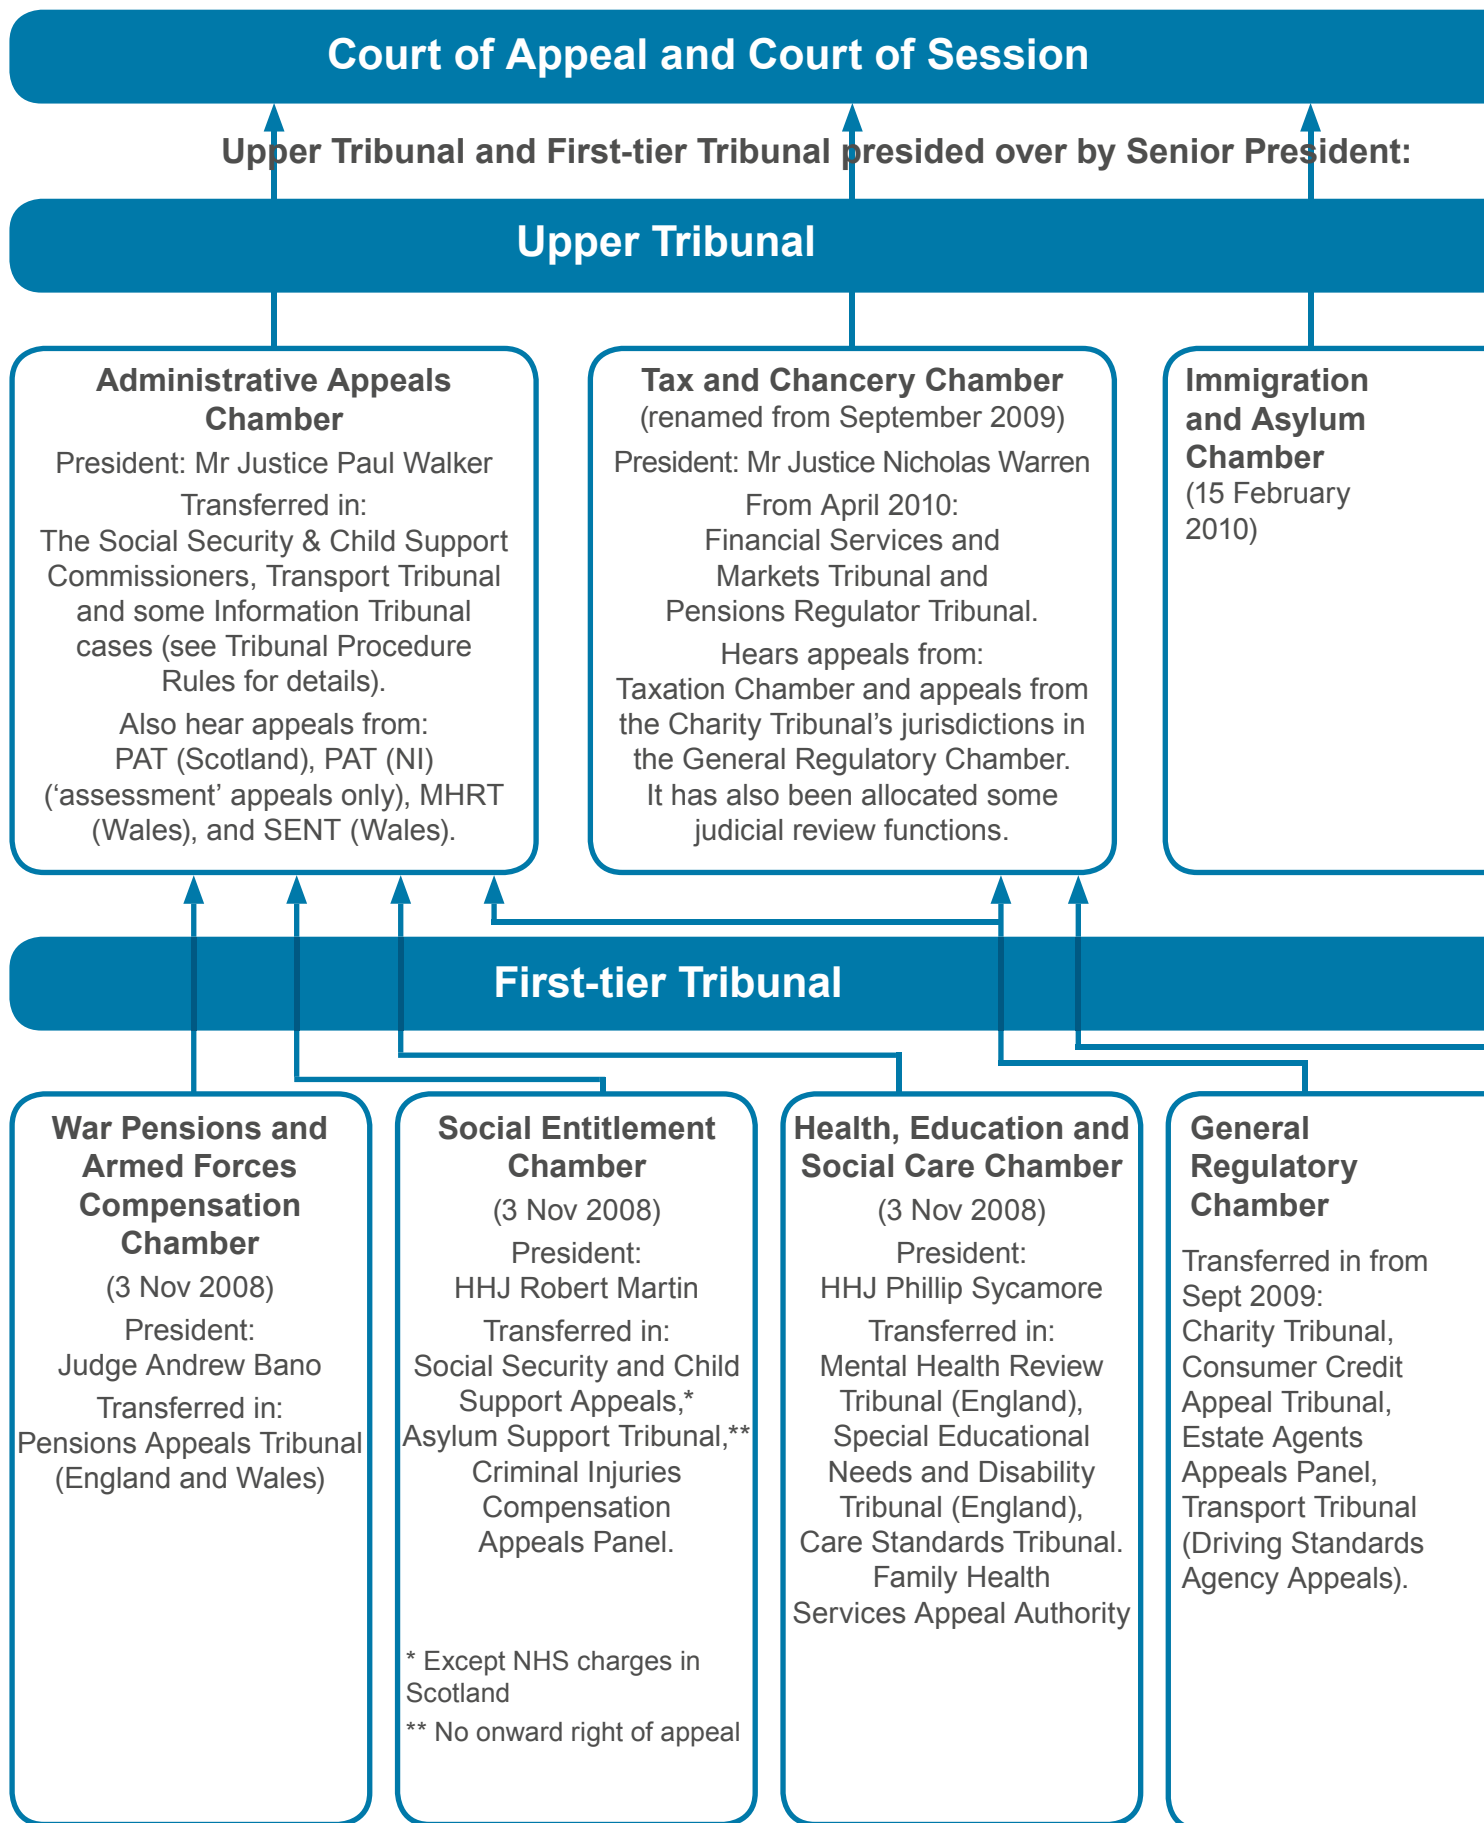 Court of Appeal and Court of Session
Upper Tribunal and First-tier Tribunal presided over by Senior President:
Upper Tribunal
Administrative Appeals
Chamber
President: Mr Justice Paul Walker
Transferred in:
The Social Security & Child Support
Commissioners, Transport Tribunal
and some Information Tribunal
cases (see Tribunal Procedure
Rules for details).
Also hear appeals from:
PAT (Scotland), PAT (NI)
(‘assessment’ appeals only), MHRT
(Wales), and SENT (Wales).
Tax and Chancery Chamber
(renamed from September 2009)
President: Mr Justice Nicholas Warren
From April 2010:
Financial Services and
Markets Tribunal and
Pensions Regulator Tribunal.
Hears appeals from:
Taxation Chamber and appeals from
the Charity Tribunal’s jurisdictions in
the General Regulatory Chamber.
It has also been allocated some
judicial review functions.
Immigration
and Asylum
Chamber
(15 February
2010)
First-tier Tribunal
War Pensions and
Armed Forces
Compensation
Chamber
(3 Nov 2008)
President:
Judge Andrew Bano
Transferred in:
Pensions Appeals Tribunal
(England and Wales)
Social Entitlement
Chamber
(3 Nov 2008)
President:
HHJ Robert Martin
Transferred in:
Social Security and Child
Support Appeals,*
Asylum Support Tribunal,**
Criminal Injuries
Compensation
Appeals Panel.
* Except NHS charges in
Scotland
** No onward right of appeal
Health, Education and
Social Care Chamber
(3 Nov 2008)
President:
HHJ Phillip Sycamore
Transferred in:
Mental Health Review
Tribunal (England),
Special Educational
Needs and Disability
Tribunal (England),
Care Standards Tribunal.
Family Health
Services Appeal Authority
General
Regulatory
Chamber
Transferred in from
Sept 2009:
Charity Tribunal,
Consumer Credit
Appeal Tribunal,
Estate Agents
Appeals Panel,
Transport Tribunal
(Driving Standards
Agency Appeals).